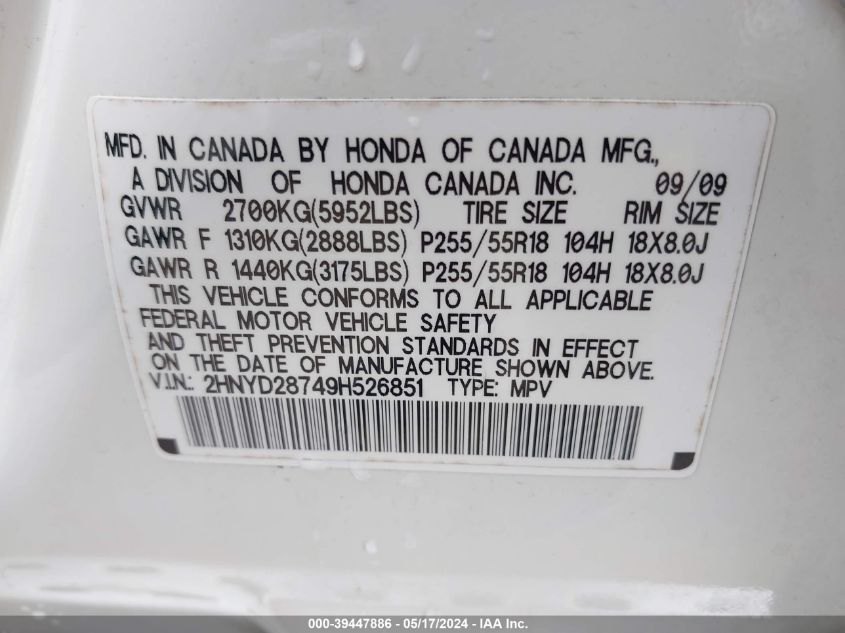 MFD. IN CANADA BY HONDA OF CANADA MFG.,
A DIVISION OF HONDA CANADA INC. 09/09
GVWR 2700KG(5952LBS) TIRE SIZE RIM SIZE
GAWR F 1310KG(2888LBS) P255/55R18 104H 18X8.0J
GAWR R 1440KG(3175LBS) P255/55R18 104H 18X8.0J
THIS VEHICLE CONFORMS TO ALL APPLICABLE
FEDERAL MOTOR VEHICLE SAFETY
AND THEFT PREVENTION STANDARDS IN EFFECT
ON THE DATE OF MANUFACTURE SHOWN ABOVE.
V.I.N.: 2HNYD28749H526851 TYPE: MPV
000-39447886 - 05/17/2024 - IAA Inc.